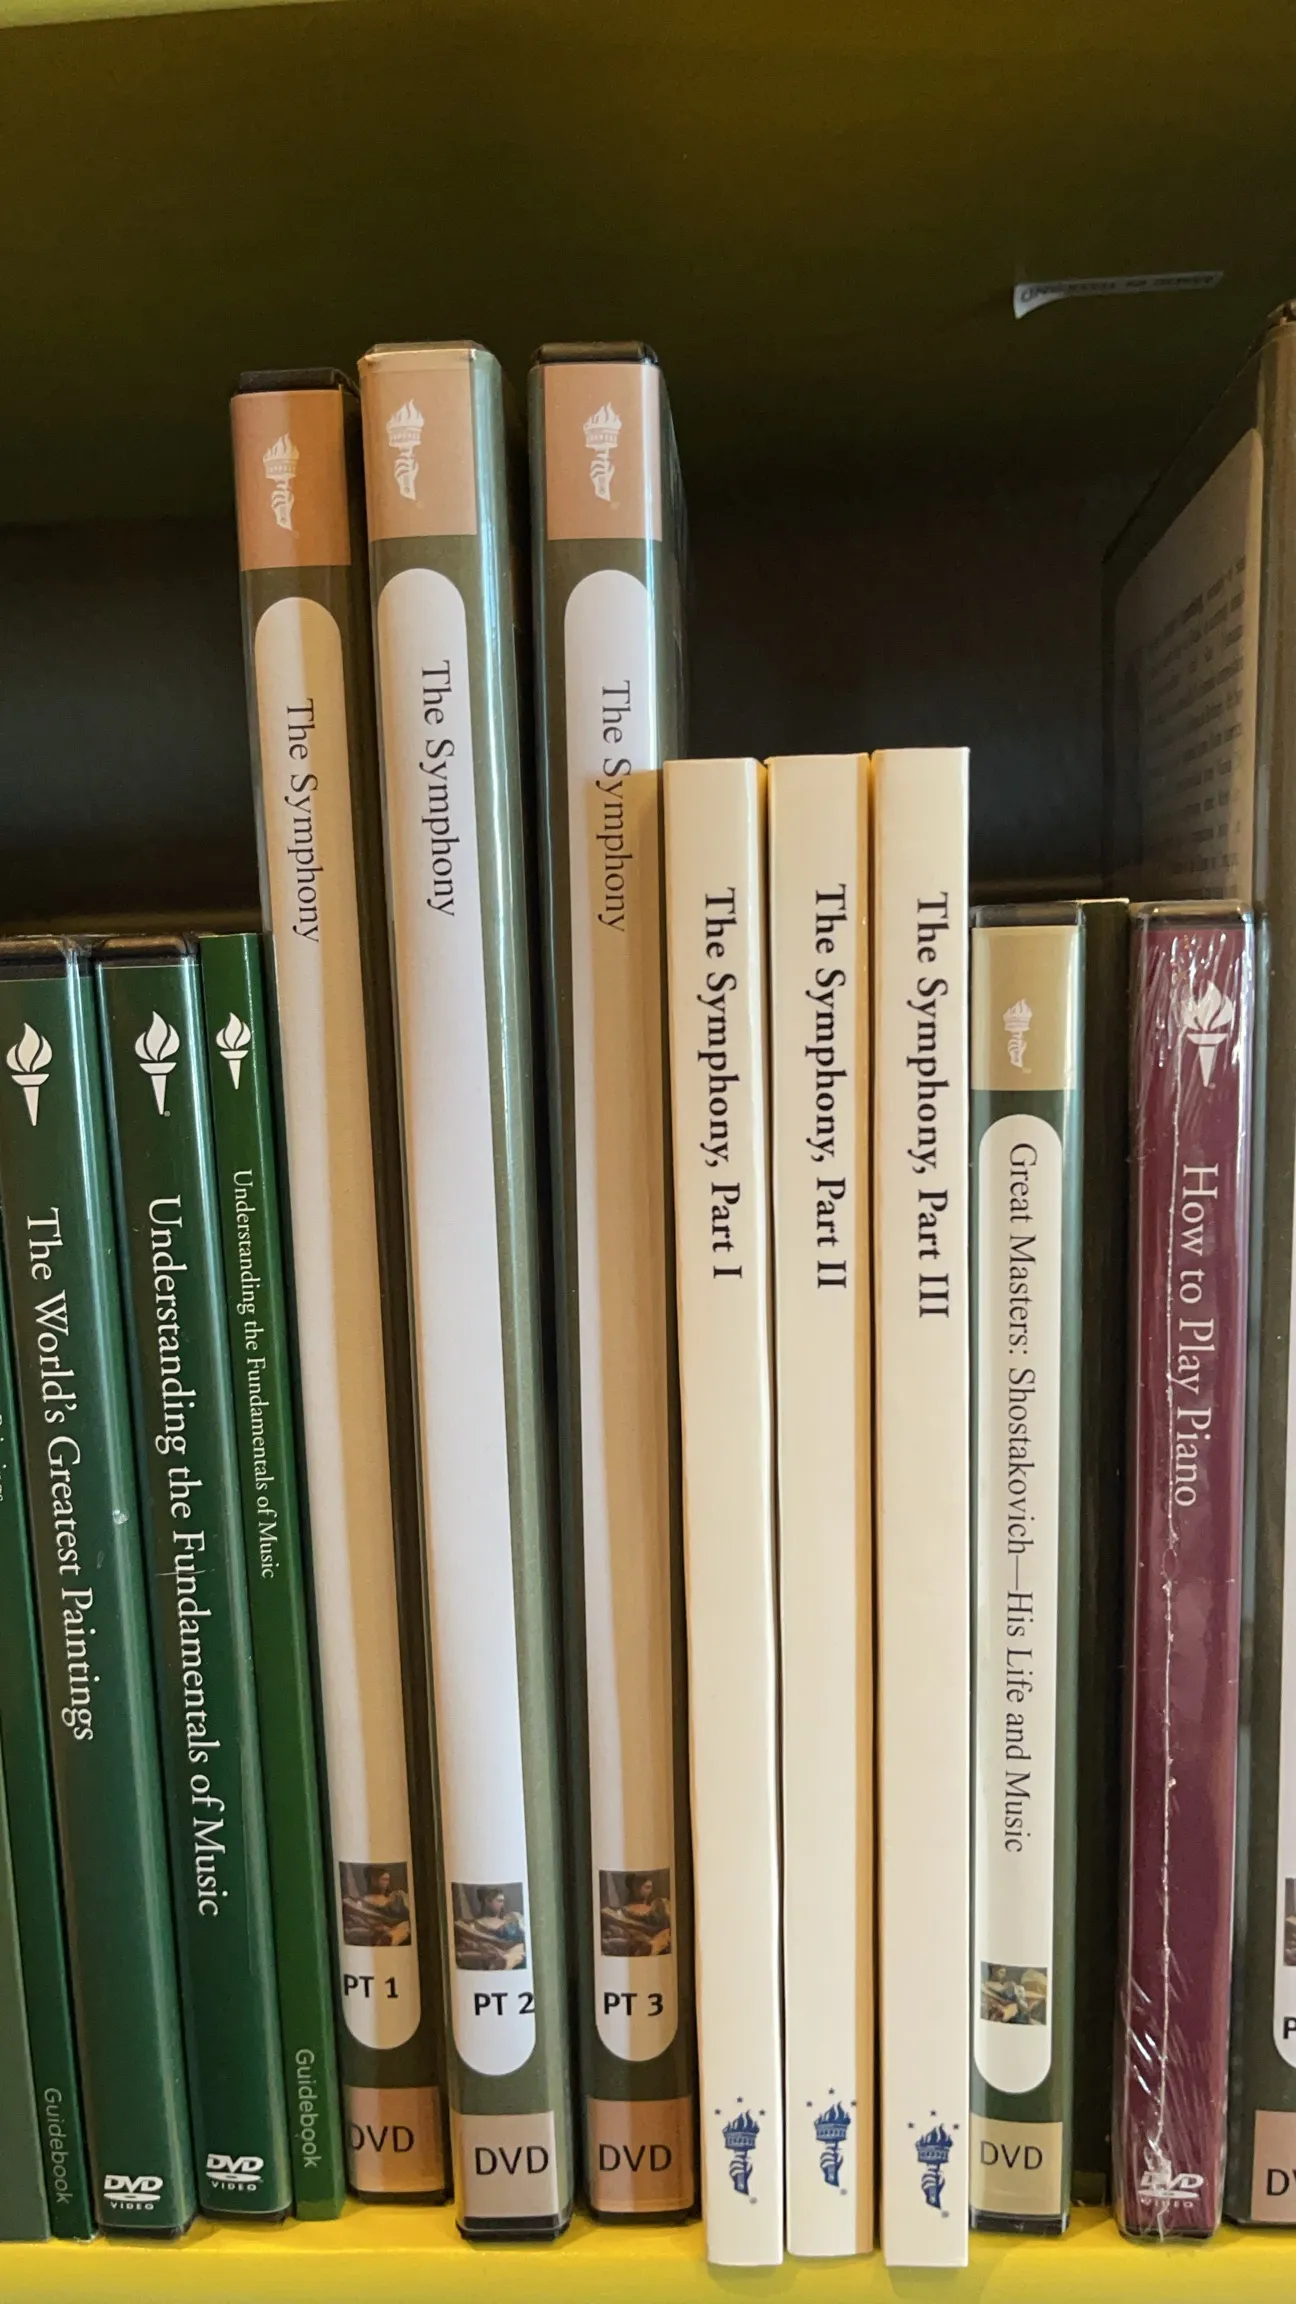 Guidebook
The World's Greatest Paintings
DVD
VIDEO
Understanding the Fundamentals of Music
DVD
VIDEO
Understanding the Fundamentals of Music
Guidebook
The Symphony
PT 1
DVD
The Symphony
PT 2
DVD
The Symphony
PT 3
DVD
The Symphony, Part I
The Symphony, Part II
The Symphony, Part III
Great Masters: Shostakovich—His Life and Music
DVD
How to Play Piano
DVD
VIDEO